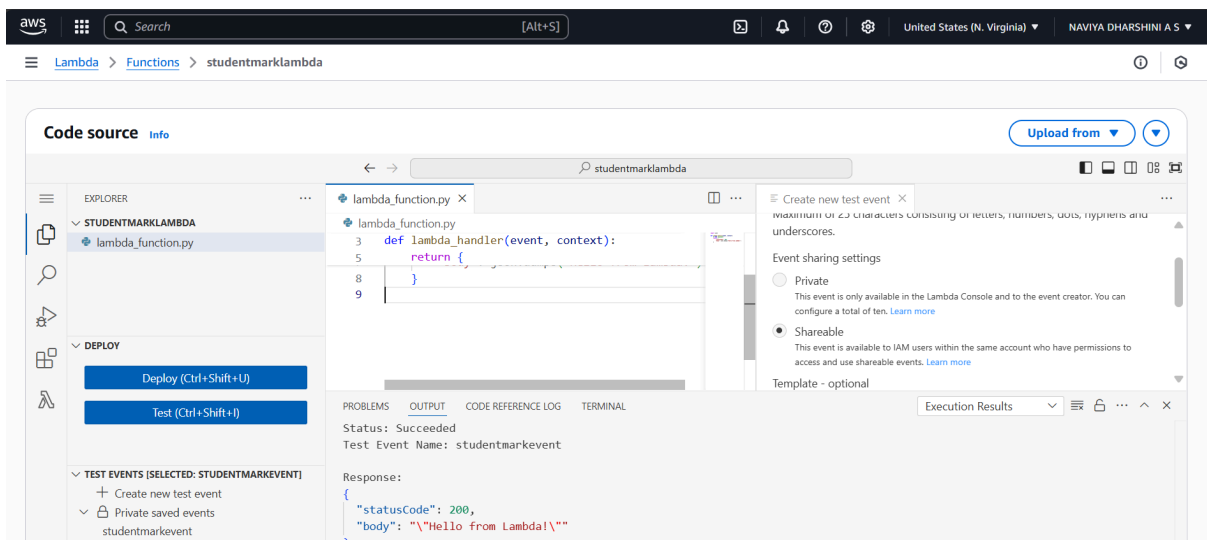 aws
Search [Alt+S]
United States (N. Virginia) ▼
NAVIYA DHARSHINI A S ▼
Lambda > Functions > studentmarklambda
Code source Info
Upload from ▼
studentmarklambda
EXPLORER
STUDENTMARKLAMBDA
lambda_function.py
DEPLOY
Deploy (Ctrl+Shift+U)
Test (Ctrl+Shift+I)
TEST EVENTS [SELECTED: STUDENTMARKEVENT]
Create new test event
Private saved events
studentmarkevent
lambda_function.py
lambda_function.py
3 def lambda_handler(event, context):
5 return {
8 }
9
Create new test event
Maximum of 25 characters consisting of letters, numbers, dots, hyphens and
underscores.
Event sharing settings
Private
This event is only available in the Lambda Console and to the event creator. You can
configure a total of ten. Learn more
Shareable
This event is available to IAM users within the same account who have permissions to
access and use shareable events. Learn more
Template - optional
PROBLEMS OUTPUT CODE REFERENCE LOG TERMINAL
Execution Results
Status: Succeeded
Test Event Name: studentmarkevent
Response:
{
"statusCode": 200,
"body": "\"Hello from Lambda!\""